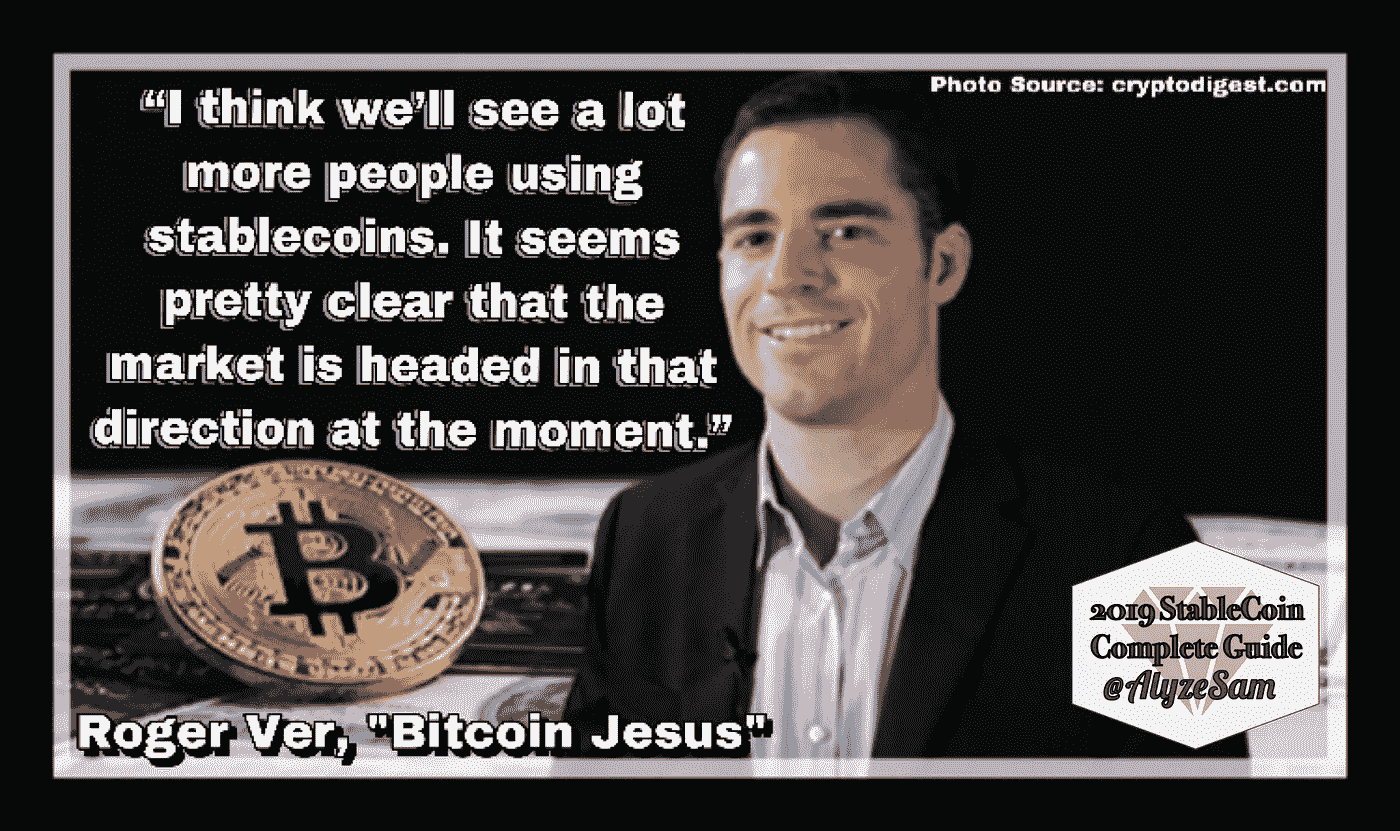 Photo Source: cryptodigest.com
“I think we’ll see a lot
more people using
stablecoins. It seems
pretty clear that the
market is headed in that
direction at the moment.”
Roger Ver, "Bitcoin Jesus"
2019 StableCoin
Complete Guide
@AlyzeSam